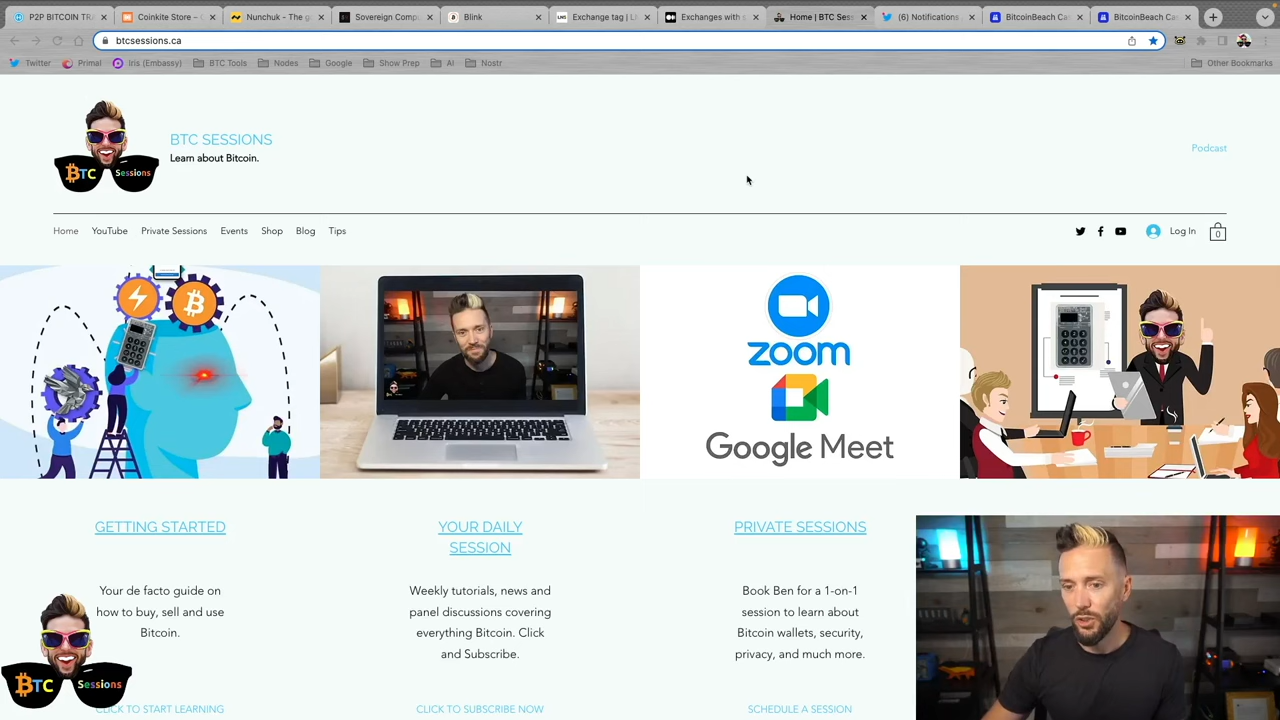 P2P BITCOIN TRA
Coinkite Store – C
Nunchuk - The g
Sovereign Comp
Blink
Exchange tag | L
Exchanges with s
Home | BTC Sess
(6) Notifications
BitcoinBeach Ca
BitcoinBeach Ca
btcsessions.ca
Twitter
Primal
Iris (Embassy)
BTC Tools
Nodes
Google
Show Prep
AI
Nostr
Other Bookmarks
BTC Sessions
BTC SESSIONS
Learn about Bitcoin.
Podcast
Home
YouTube
Private Sessions
Events
Shop
Blog
Tips
Log In
0
zoom
Google Meet
GETTING STARTED
Your de facto guide on
how to buy, sell and use
Bitcoin.
CLICK TO START LEARNING
YOUR DAILY
SESSION
Weekly tutorials, news and
panel discussions covering
everything Bitcoin. Click
and Subscribe.
CLICK TO SUBSCRIBE NOW
PRIVATE SESSIONS
Book Ben for a 1-on-1
session to learn about
Bitcoin wallets, security,
privacy, and much more.
SCHEDULE A SESSION
BTC Sessions